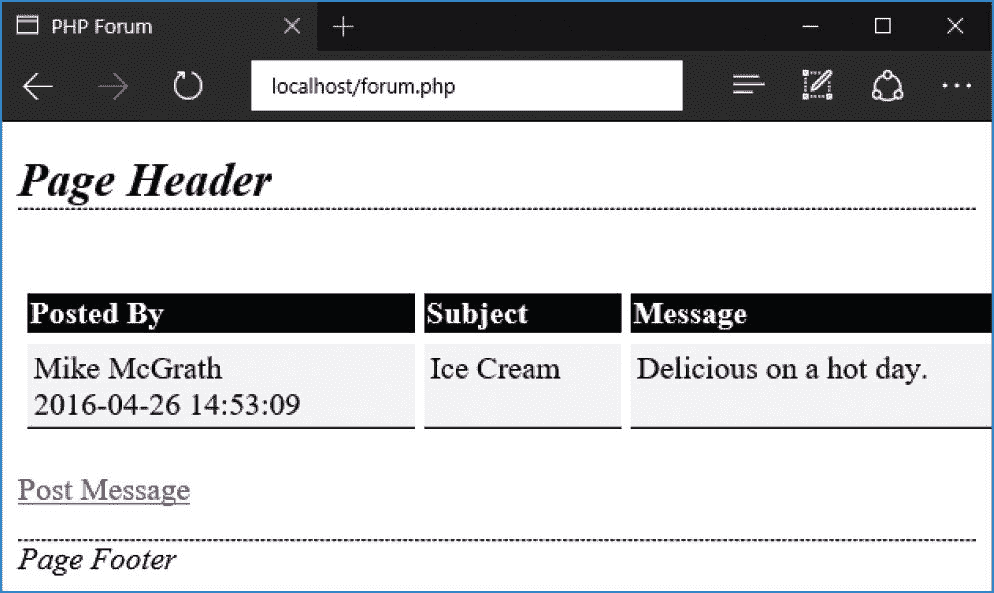 PHP Forum
localhost/forum.php
Page Header
Posted By Subject Message
Mike McGrath Ice Cream Delicious on a hot day.
2016-04-26 14:53:09
Post Message
Page Footer